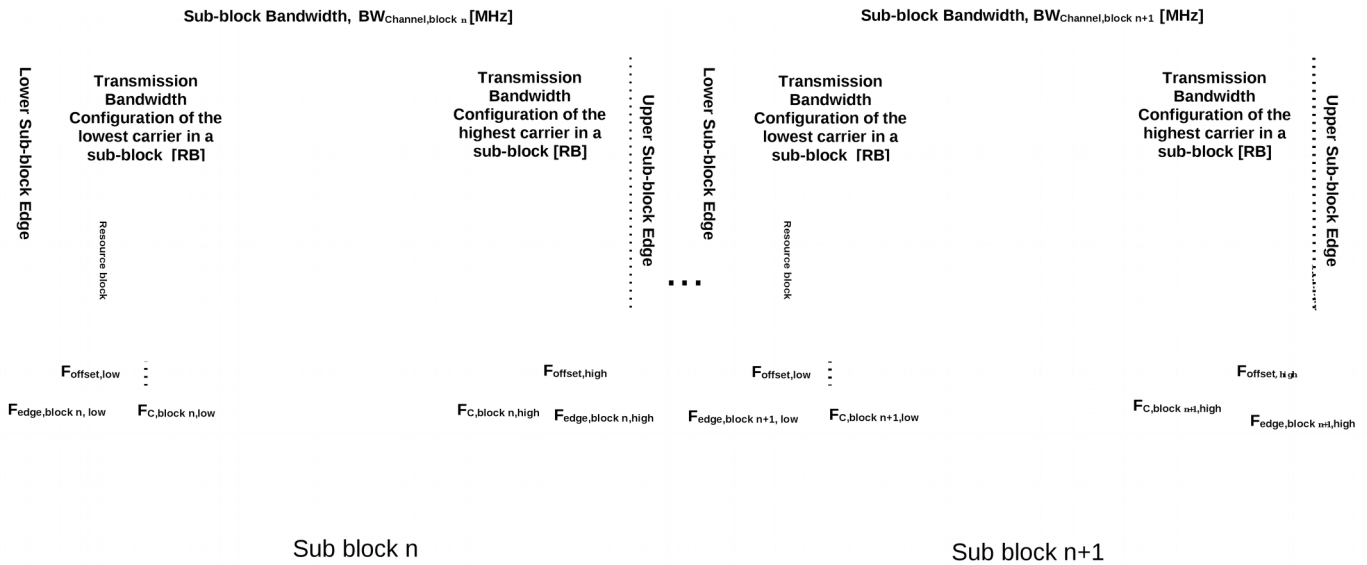 Sub-block Bandwidth, BWChannel,block n [MHz]
Sub-block Bandwidth, BWChannel,block n+1 [MHz]
Lower Sub-block Edge
Transmission
Bandwidth
Configuration of the
lowest carrier in a
sub-block [RB]
Resource block
Transmission
Bandwidth
Configuration of the
highest carrier in a
sub-block [RB]
Upper Sub-block Edge
...
Lower Sub-block Edge
Transmission
Bandwidth
Configuration of the
lowest carrier in a
sub-block [RB]
Resource block
Transmission
Bandwidth
Configuration of the
highest carrier in a
sub-block [RB]
Upper Sub-block Edge
Foffset,low
Foffset,high
Foffset,low
Foffset,high
Fedge,block n, low
FC,block n,low
FC,block n,high
Fedge,block n,high
Fedge,block n+1, low
FC,block n+1,low
FC,block n+1,high
Fedge,block n+1,high
Sub block n
Sub block n+1